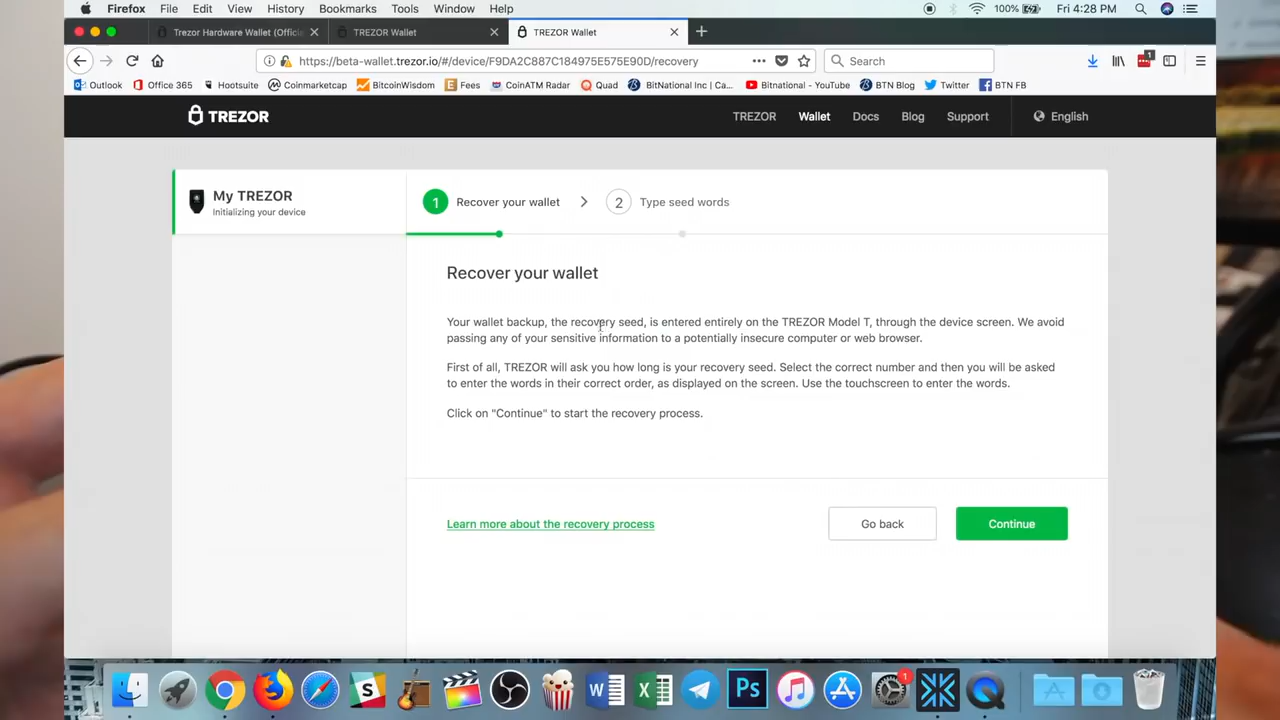 Firefox File Edit View History Bookmarks Tools Window Help 100% Fri 4:28 PM
Trezor Hardware Wallet (Offici TREZOR Wallet TREZOR Wallet
https://beta-wallet.trezor.io/#/device/F9DA2C887C184975E575E90D/recovery Search 1
Outlook Office 365 Hootsuite Coinmarketcap BitcoinWisdom Fees CoinATM Radar Quad BitNational Inc | Ca... Bitnational - YouTube BTN Blog Twitter BTN FB
TREZOR TREZOR Wallet Docs Blog Support English
My TREZOR
Initializing your device
1 Recover your wallet 2 Type seed words
Recover your wallet
Your wallet backup, the recovery seed, is entered entirely on the TREZOR Model T, through the device screen. We avoid
passing any of your sensitive information to a potentially insecure computer or web browser.
First of all, TREZOR will ask you how long is your recovery seed. Select the correct number and then you will be asked
to enter the words in their correct order, as displayed on the screen. Use the touchscreen to enter the words.
Click on "Continue" to start the recovery process.
Learn more about the recovery process Go back Continue
S W X Ps 1